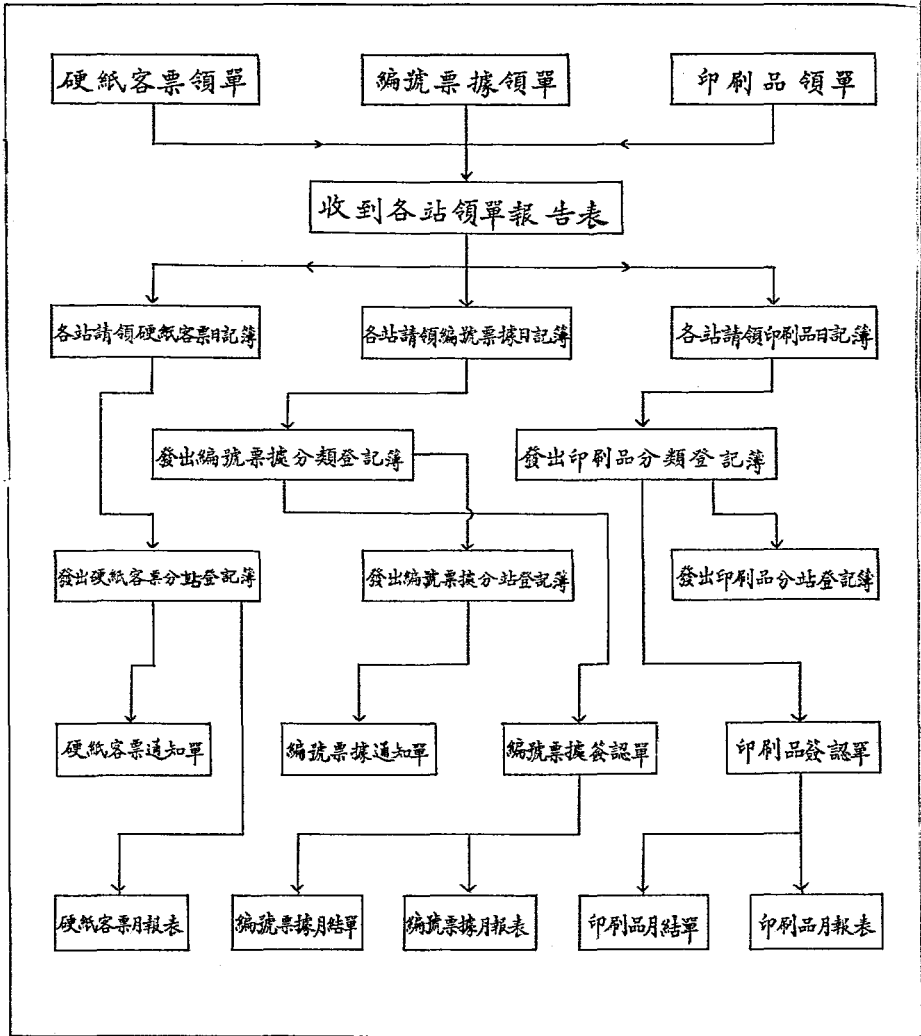 硬紙客票領單
編號票據領單
印刷品領單
收到各站領單報告表
各站請領硬紙客票日記簿
各站請領編號票據日記簿
各站請領印刷品日記簿
發出編號票據分類登記簿
發出印刷品分類登記簿
發出硬紙客票分站登記簿
發出編號票據分站登記簿
發出印刷品分站登記簿
硬紙客票通知單
編號票據通知單
編號票據簽認單
印刷品簽認單
硬紙客票月報表
編號票據月結單
編號票據月報表
印刷品月結單
印刷品月報表